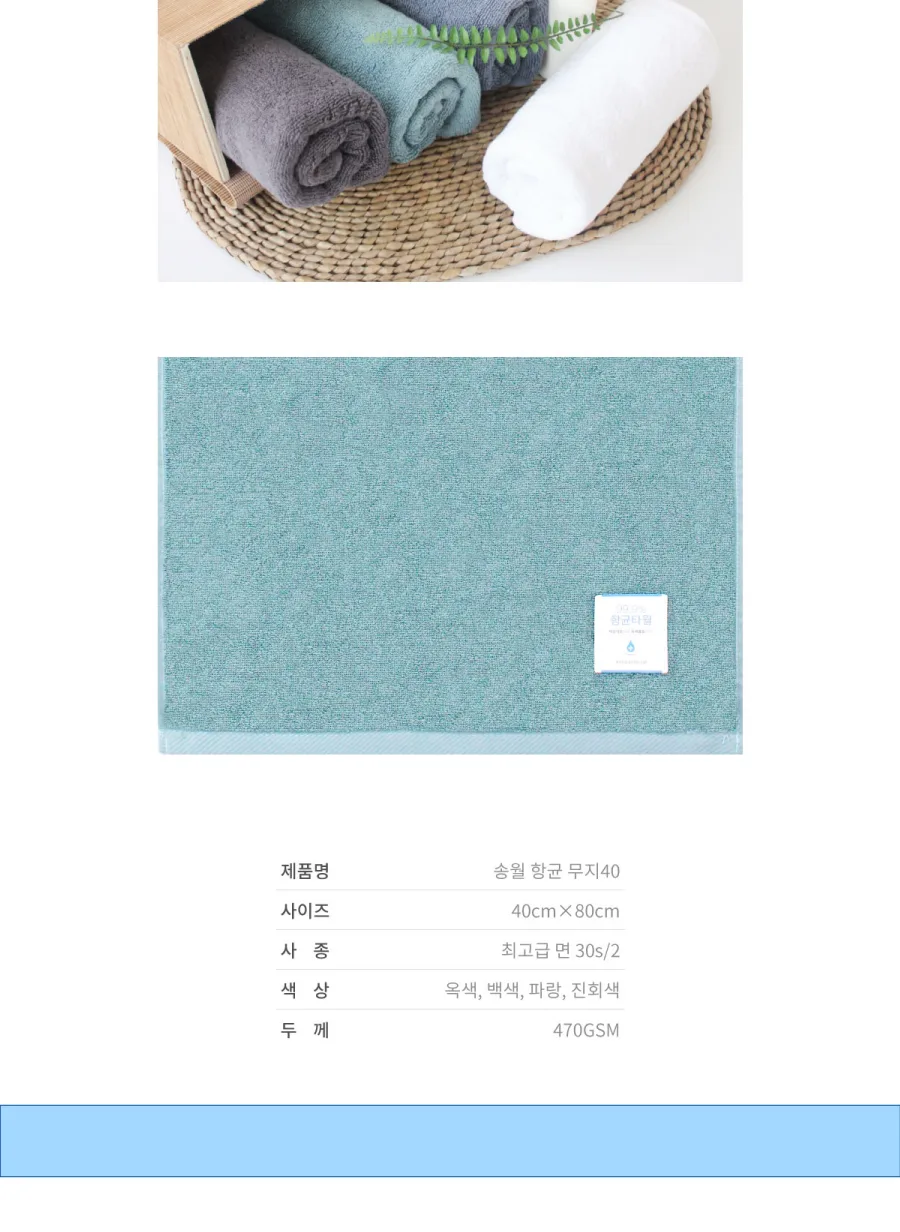 항균타월
제품명 송월 항균 무지40
사이즈 40cm×80cm
사 종 최고급 면 30s/2
색 상 옥색, 백색, 파랑, 진회색
두 께 470GSM